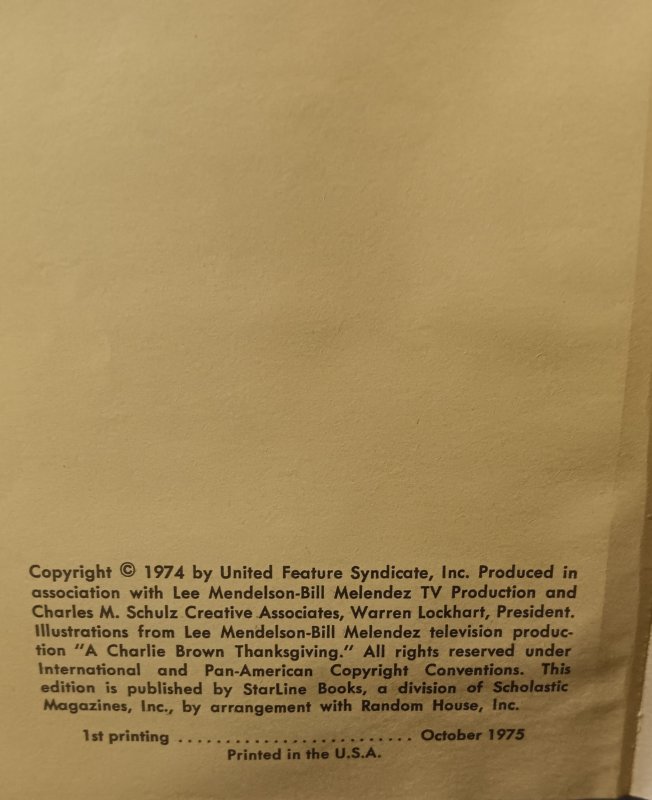 Copyright © 1974 by United Feature Syndicate, Inc. Produced in
association with Lee Mendelson-Bill Melendez TV Production and
Charles M. Schulz Creative Associates, Warren Lockhart, President.
Illustrations from Lee Mendelson-Bill Melendez television produc-
tion "A Charlie Brown Thanksgiving." All rights reserved under
International and Pan-American Copyright Conventions. This
edition is published by StarLine Books, a division of Scholastic
Magazines, Inc., by arrangement with Random House, Inc.
1st printing ......................... October 1975
Printed in the U.S.A.